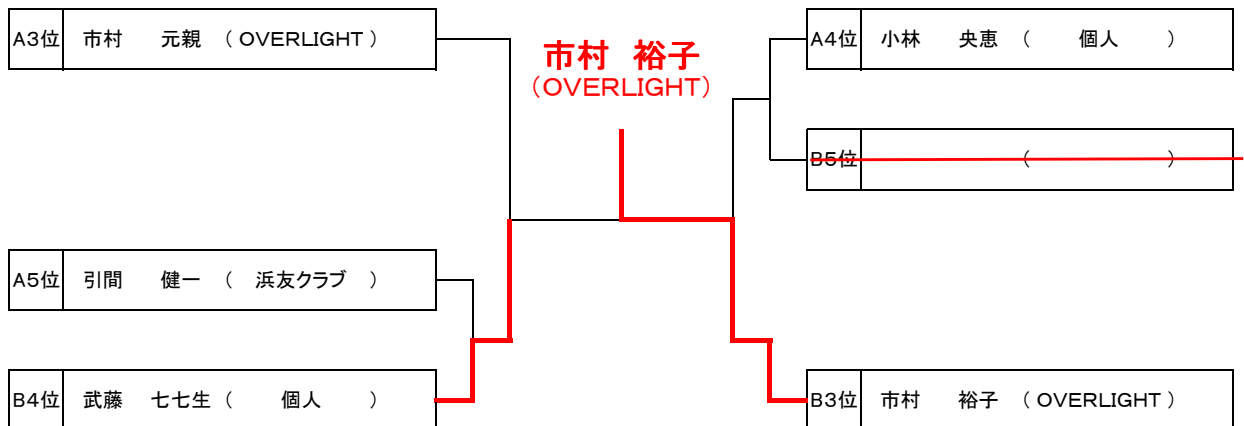 A3位 市村 元親 ( OVERLIGHT )
市村 裕子
(OVERLIGHT)
A4位 小林 央恵 ( 個人 )
B5位 ( )
A5位 引間 健一 ( 浜友クラブ )
B4位 武藤 七七生 ( 個人 )
B3位 市村 裕子 ( OVERLIGHT )